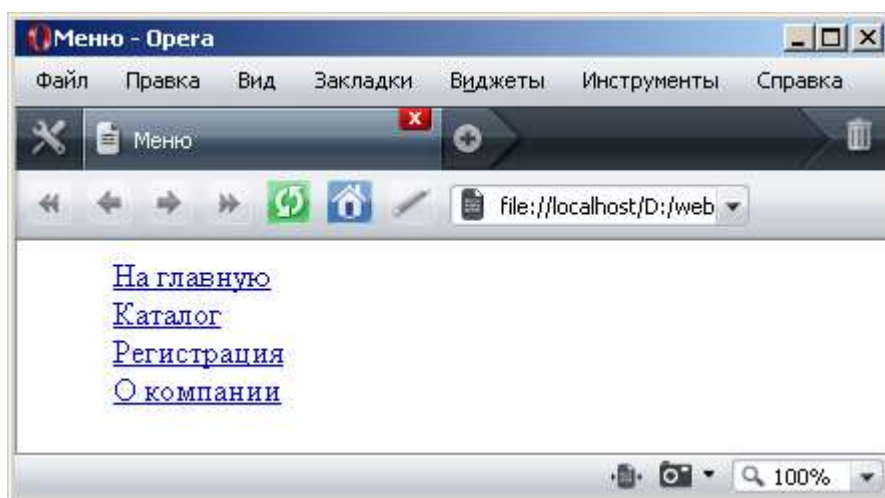 Меню - Opera
Файл Правка Вид Закладки Виджеты Инструменты Справка
Меню
file://localhost/D:/web
На главную
Каталог
Регистрация
О компании
100%